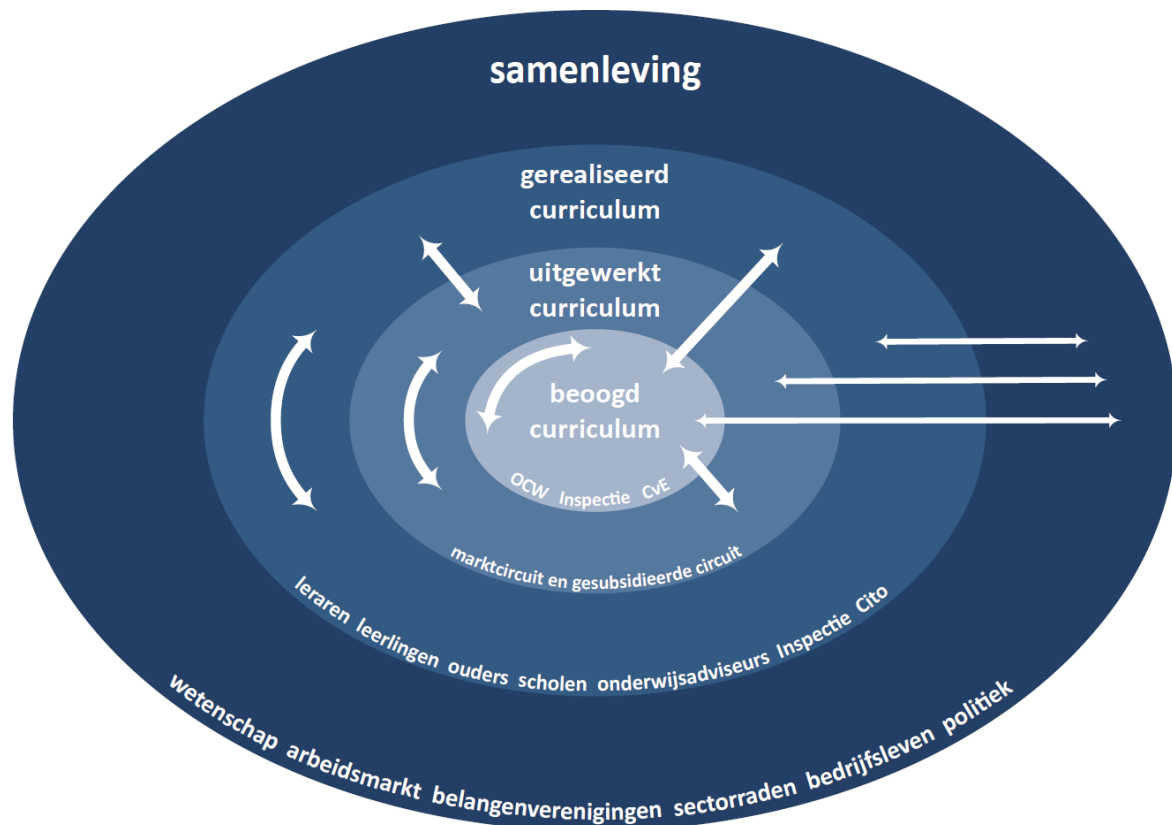 samenleving
gerealiseerd
curriculum
uitgewerkt
curriculum
beoogd
curriculum
OCW Inspectie CvE
marktcircuit en gesubsidieerde circuit
leraren leerlingen ouders scholen onderwijsadviseurs Inspectie Cito
wetenschap arbeidsmarkt belangenverenigingen sectorraden bedrijfsleven politiek